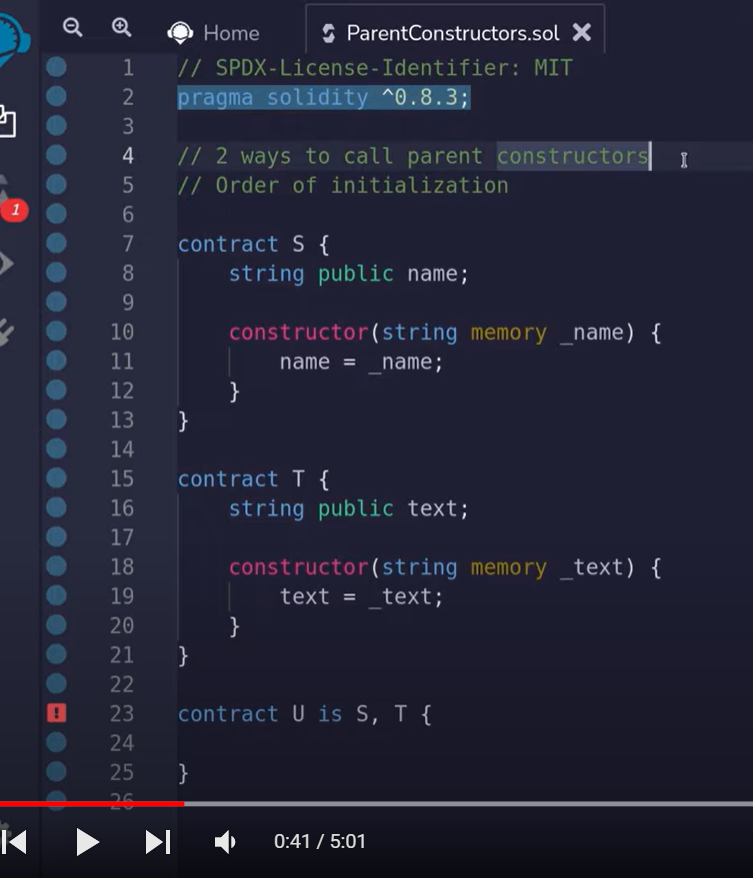 Home
ParentConstructors.sol
1 // SPDX-License-Identifier: MIT
2 pragma solidity ^0.8.3;
3
4 // 2 ways to call parent constructors
5 // Order of initialization
6
7 contract S {
8     string public name;
9
10     constructor(string memory _name) {
11         name = _name;
12     }
13 }
14
15 contract T {
16     string public text;
17
18     constructor(string memory _text) {
19         text = _text;
20     }
21 }
22
23 contract U is S, T {
24
25 }
26
1
0:41 / 5:01